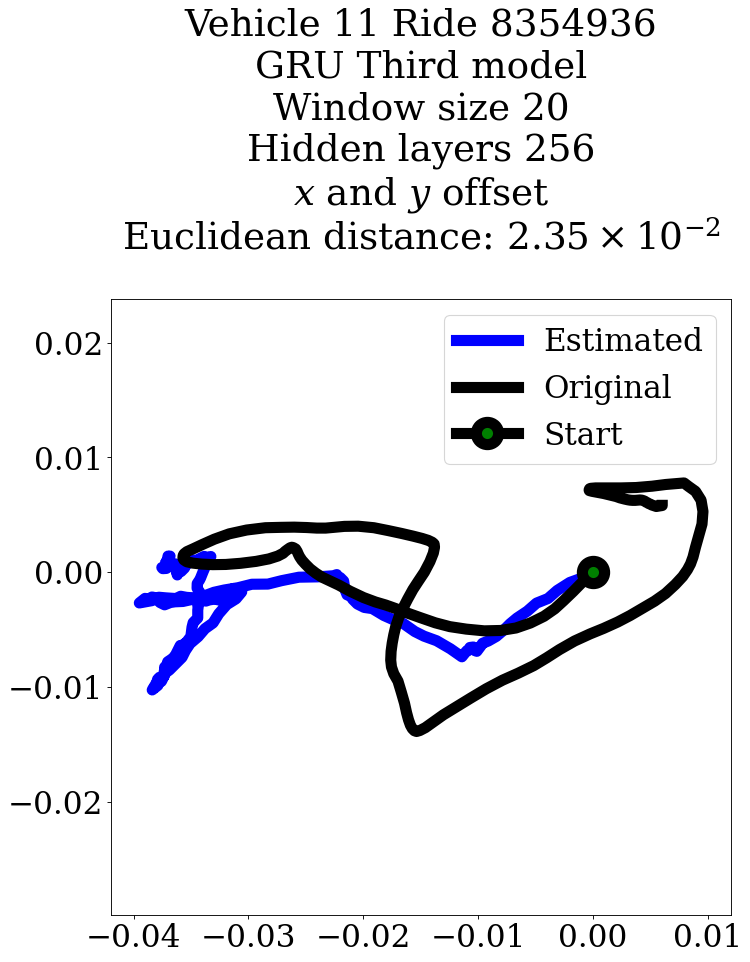 Vehicle 11 Ride 8354936
GRU Third model
Window size 20
Hidden layers 256
x and y offset
Euclidean distance: 2.35 × 10⁻²
Estimated
Original
Start
0.02
0.01
0.00
−0.01
−0.02
−0.04 −0.03 −0.02 −0.01 0.00 0.01